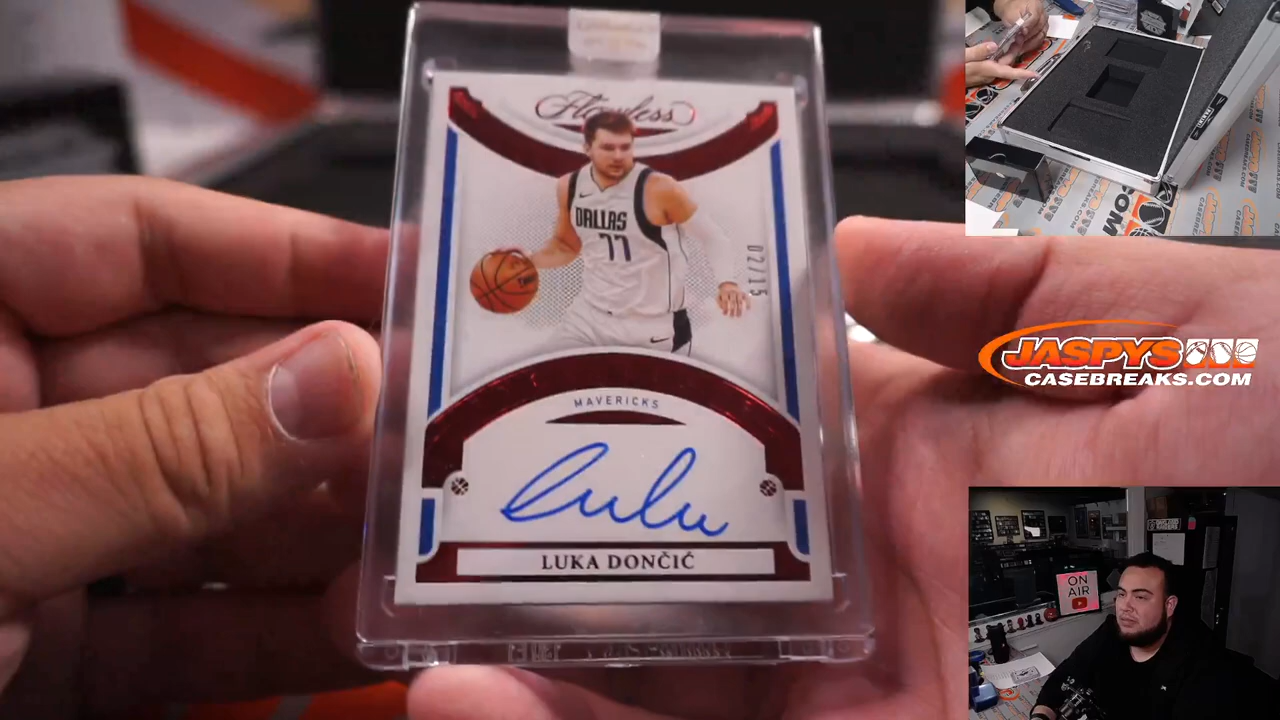 Flawless
DALLAS
77
02/15
MAVERICKS
LUKA DONČIĆ
JASPYS
CASEBREAKS.COM
ON
AIR